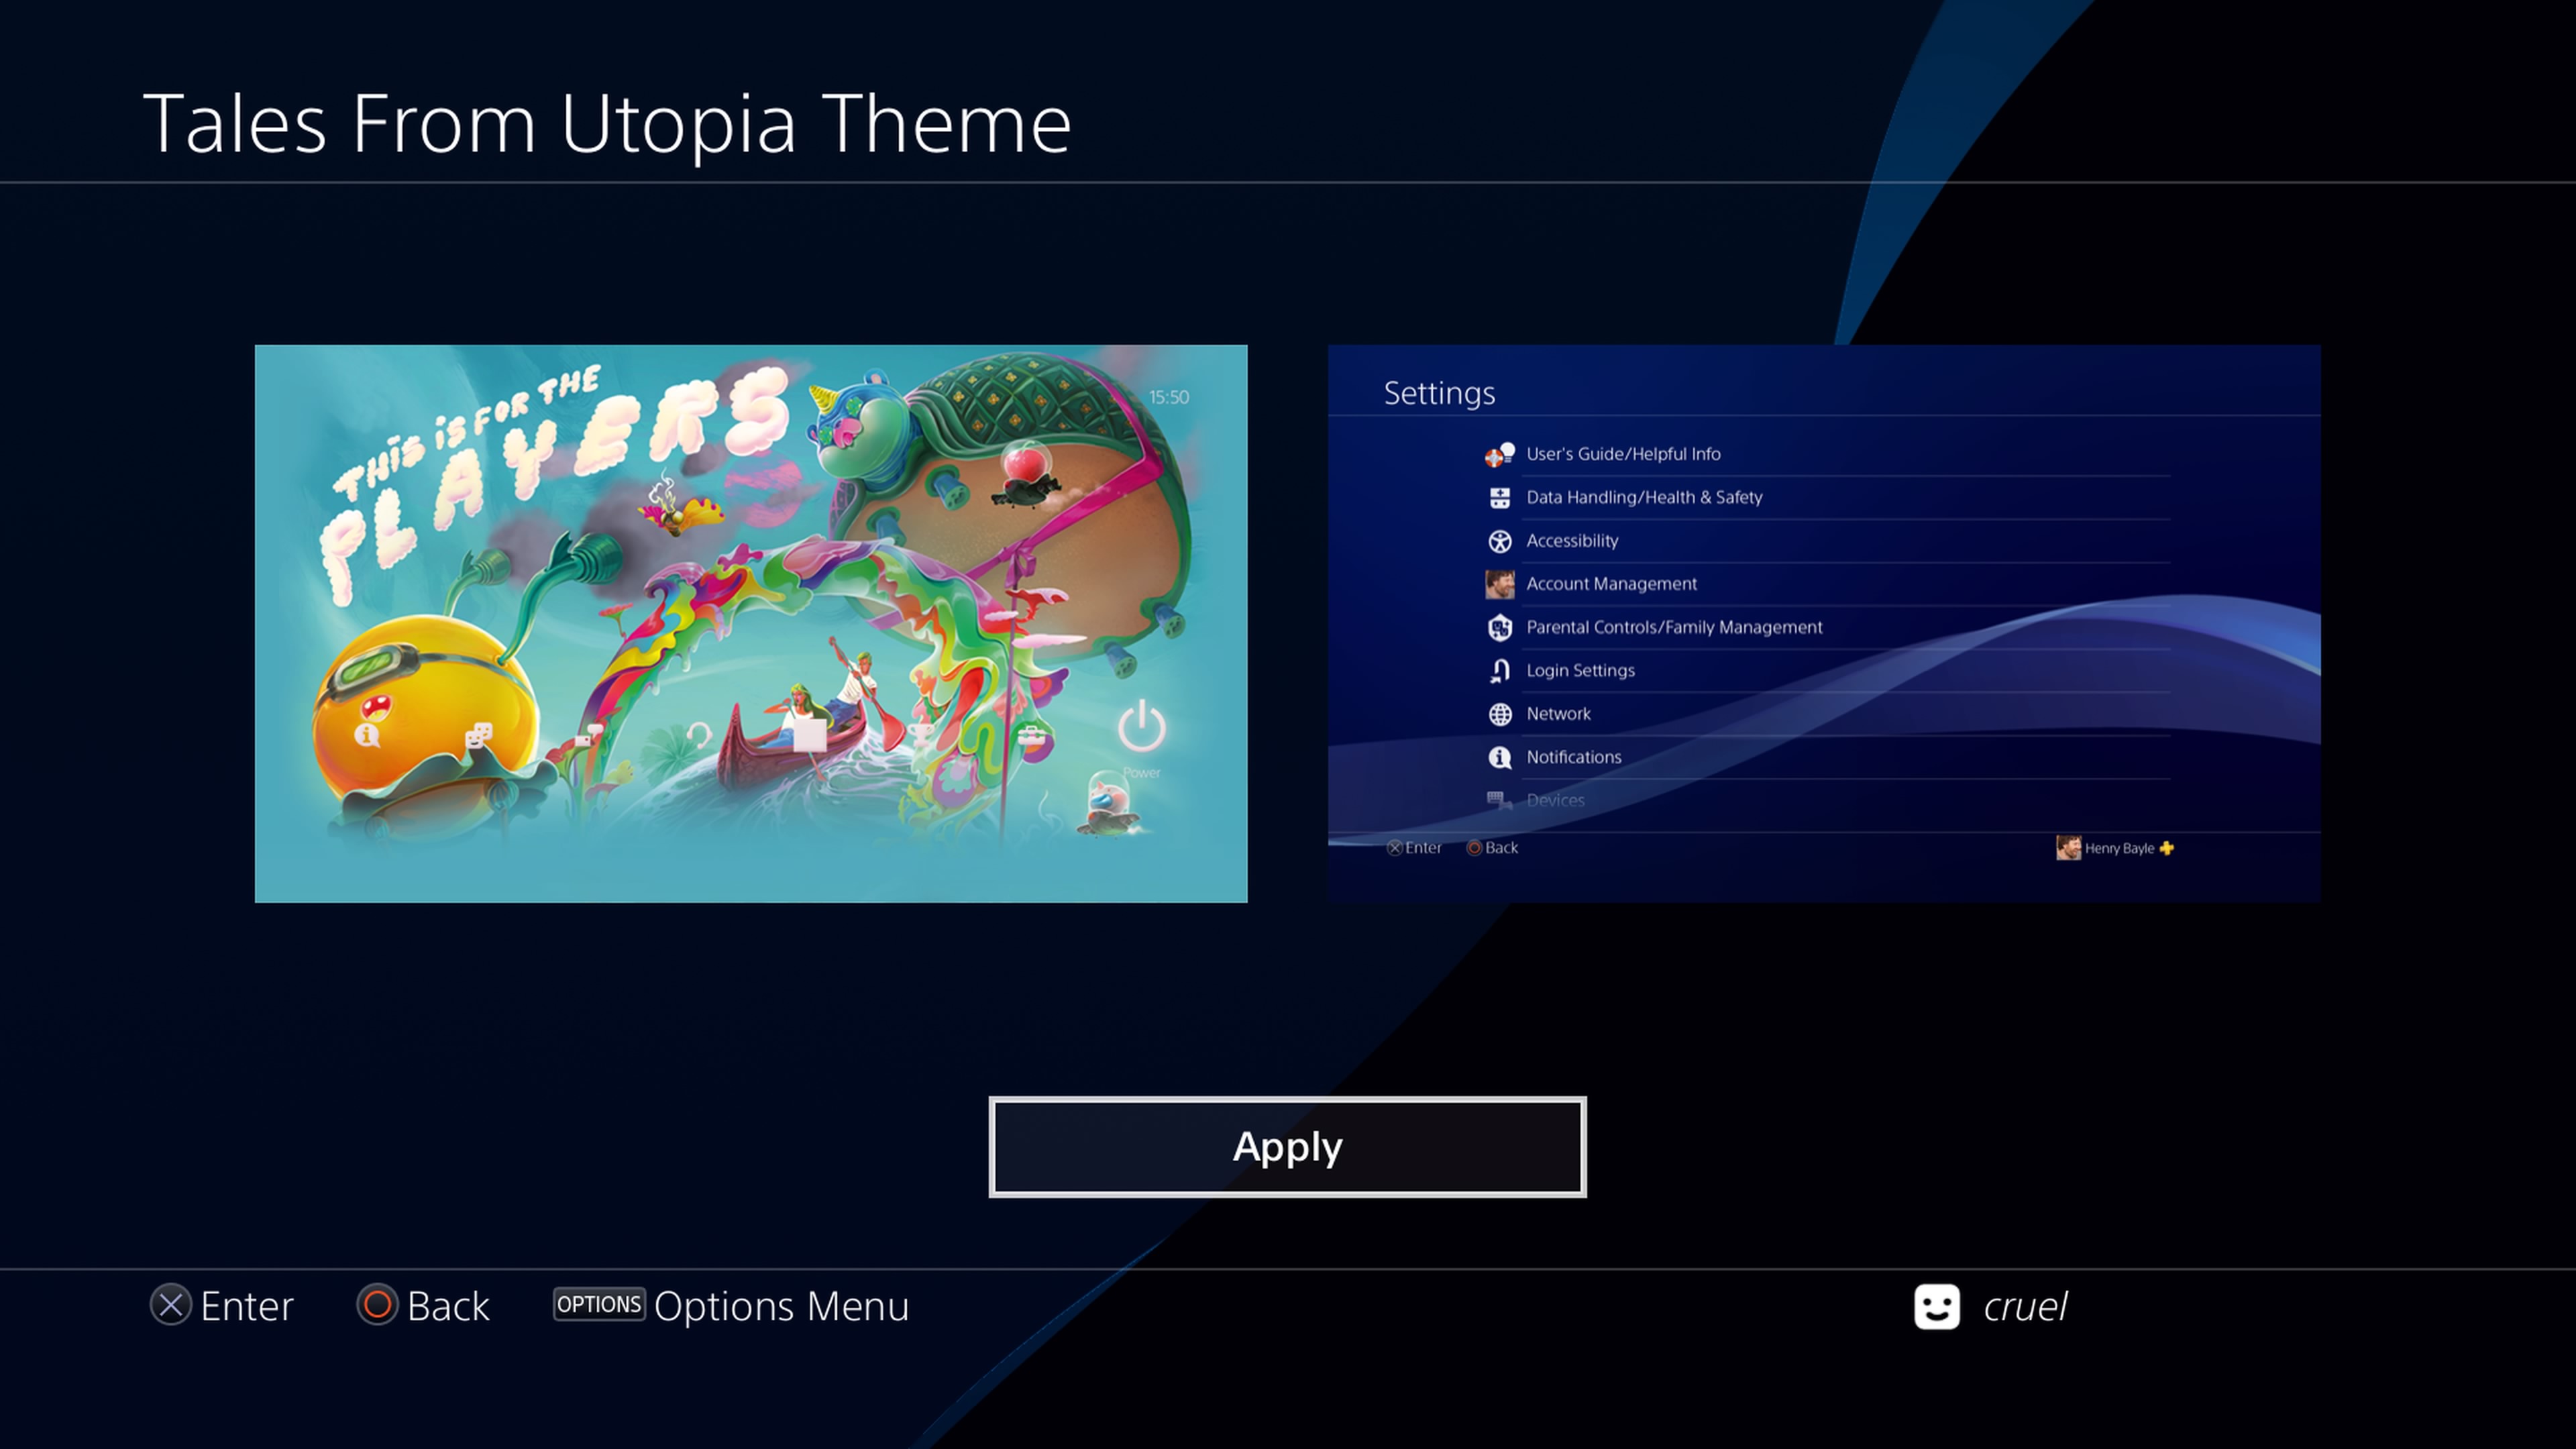 Tales From Utopia Theme
THIS iS FOR THE
PLAYERS
15:50
Power
Settings
User's Guide/Helpful Info
Data Handling/Health & Safety
Accessibility
Account Management
Parental Controls/Family Management
Login Settings
Network
Notifications
Devices
Enter
Back
Henry Bayle
Apply
Enter
Back
OPTIONS Options Menu
cruel